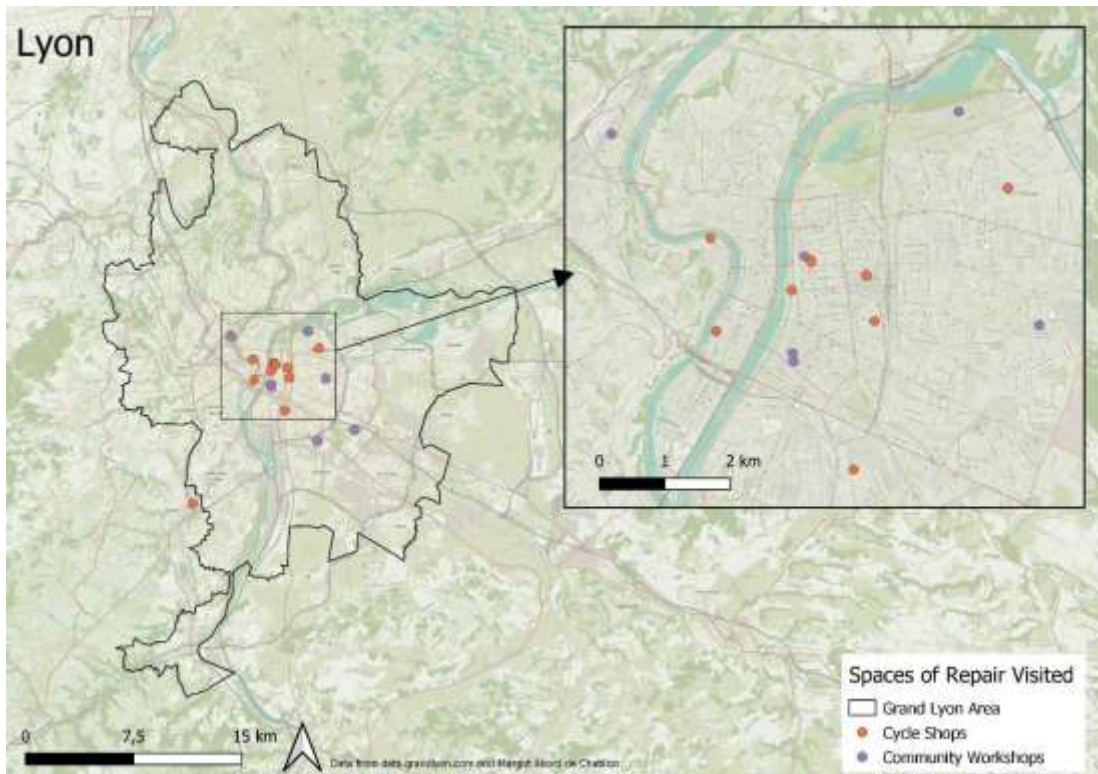 Lyon
0 1 2 km
0 7,5 15 km
Data from data.grandlyon.com and Margot Abord de Chatillon
Spaces of Repair Visited
Grand Lyon Area
Cycle Shops
Community Workshops